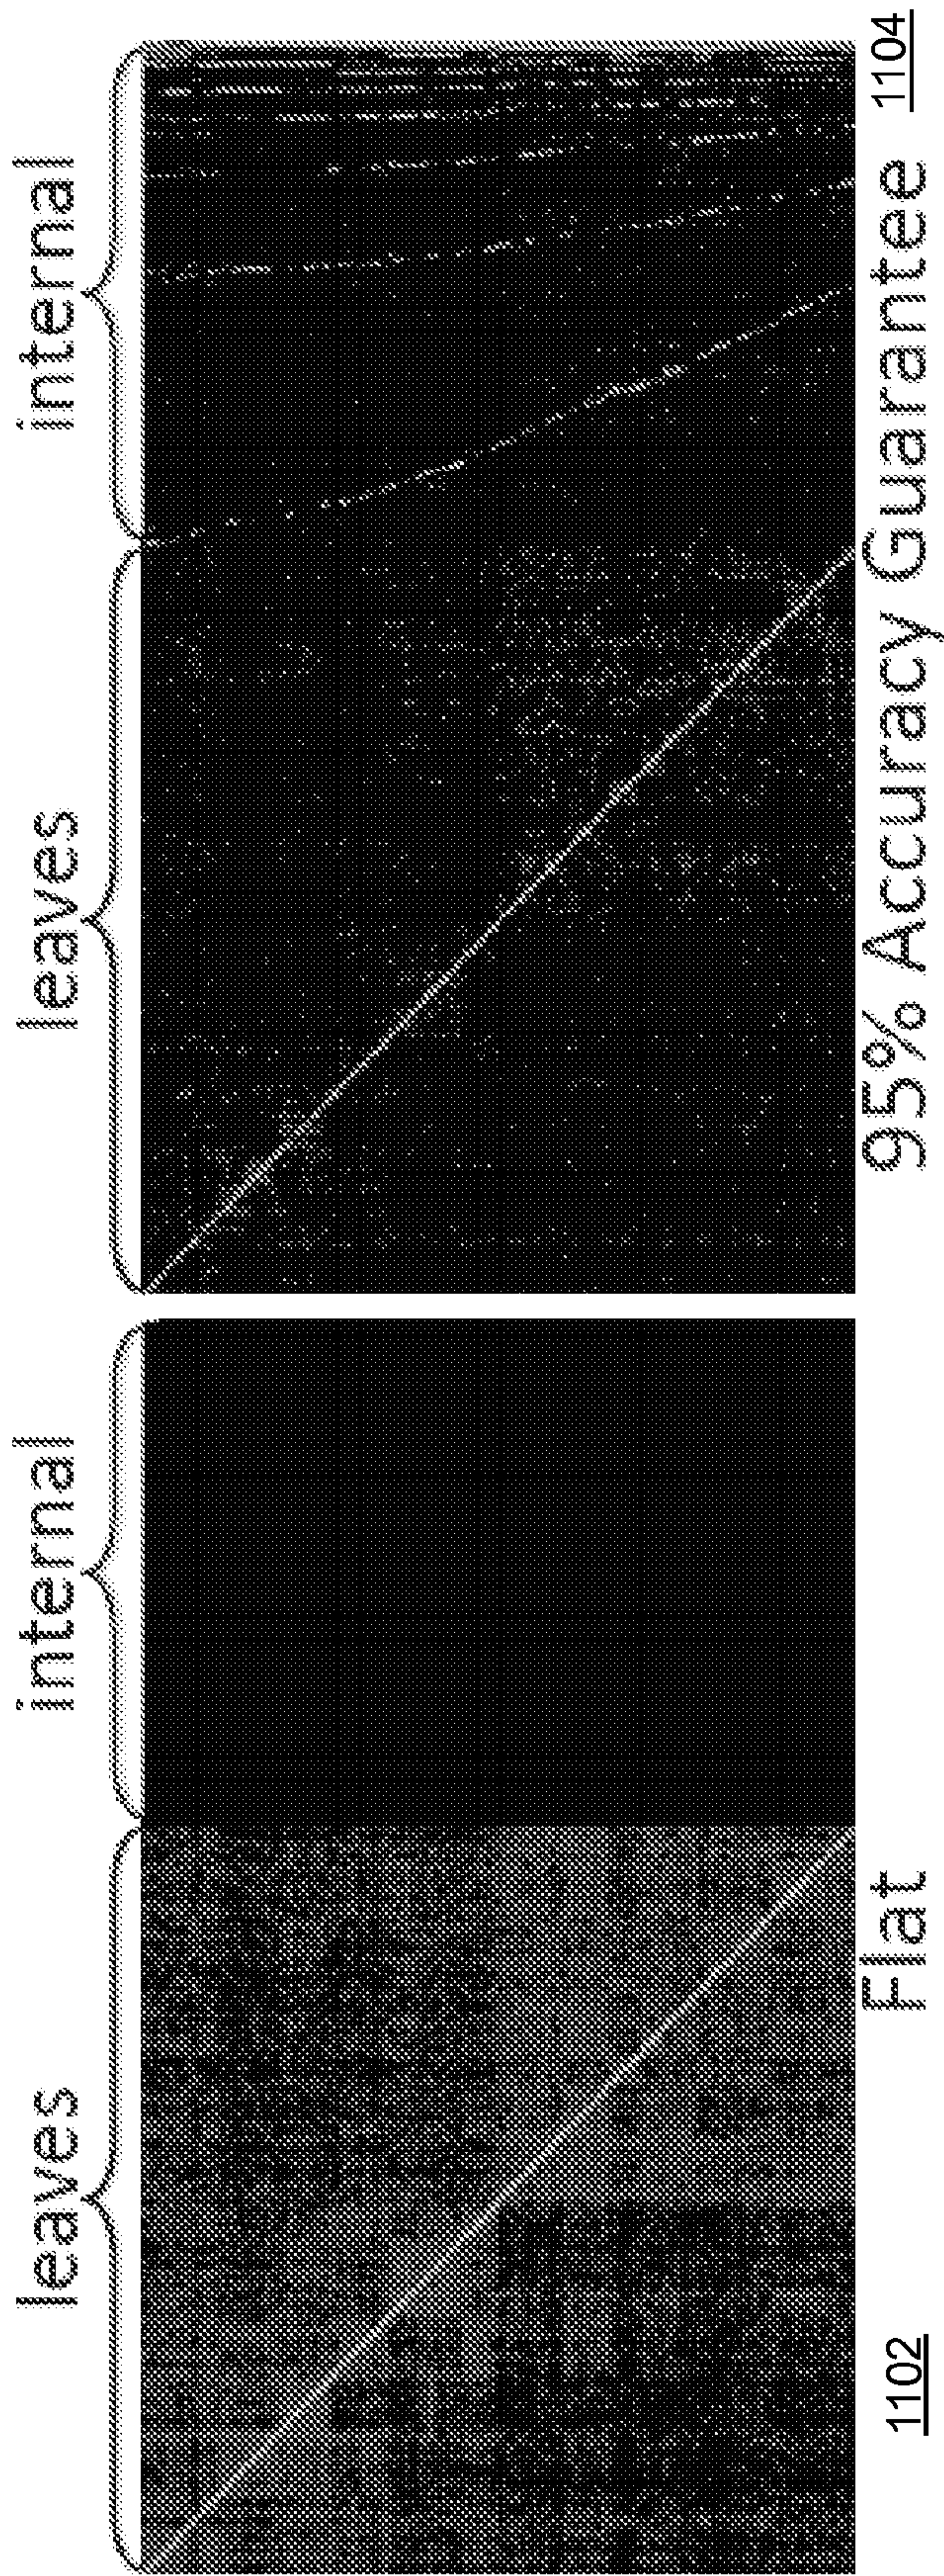 leaves
internal
leaves
internal
Flat
95% Accuracy Guarantee
1102
1104